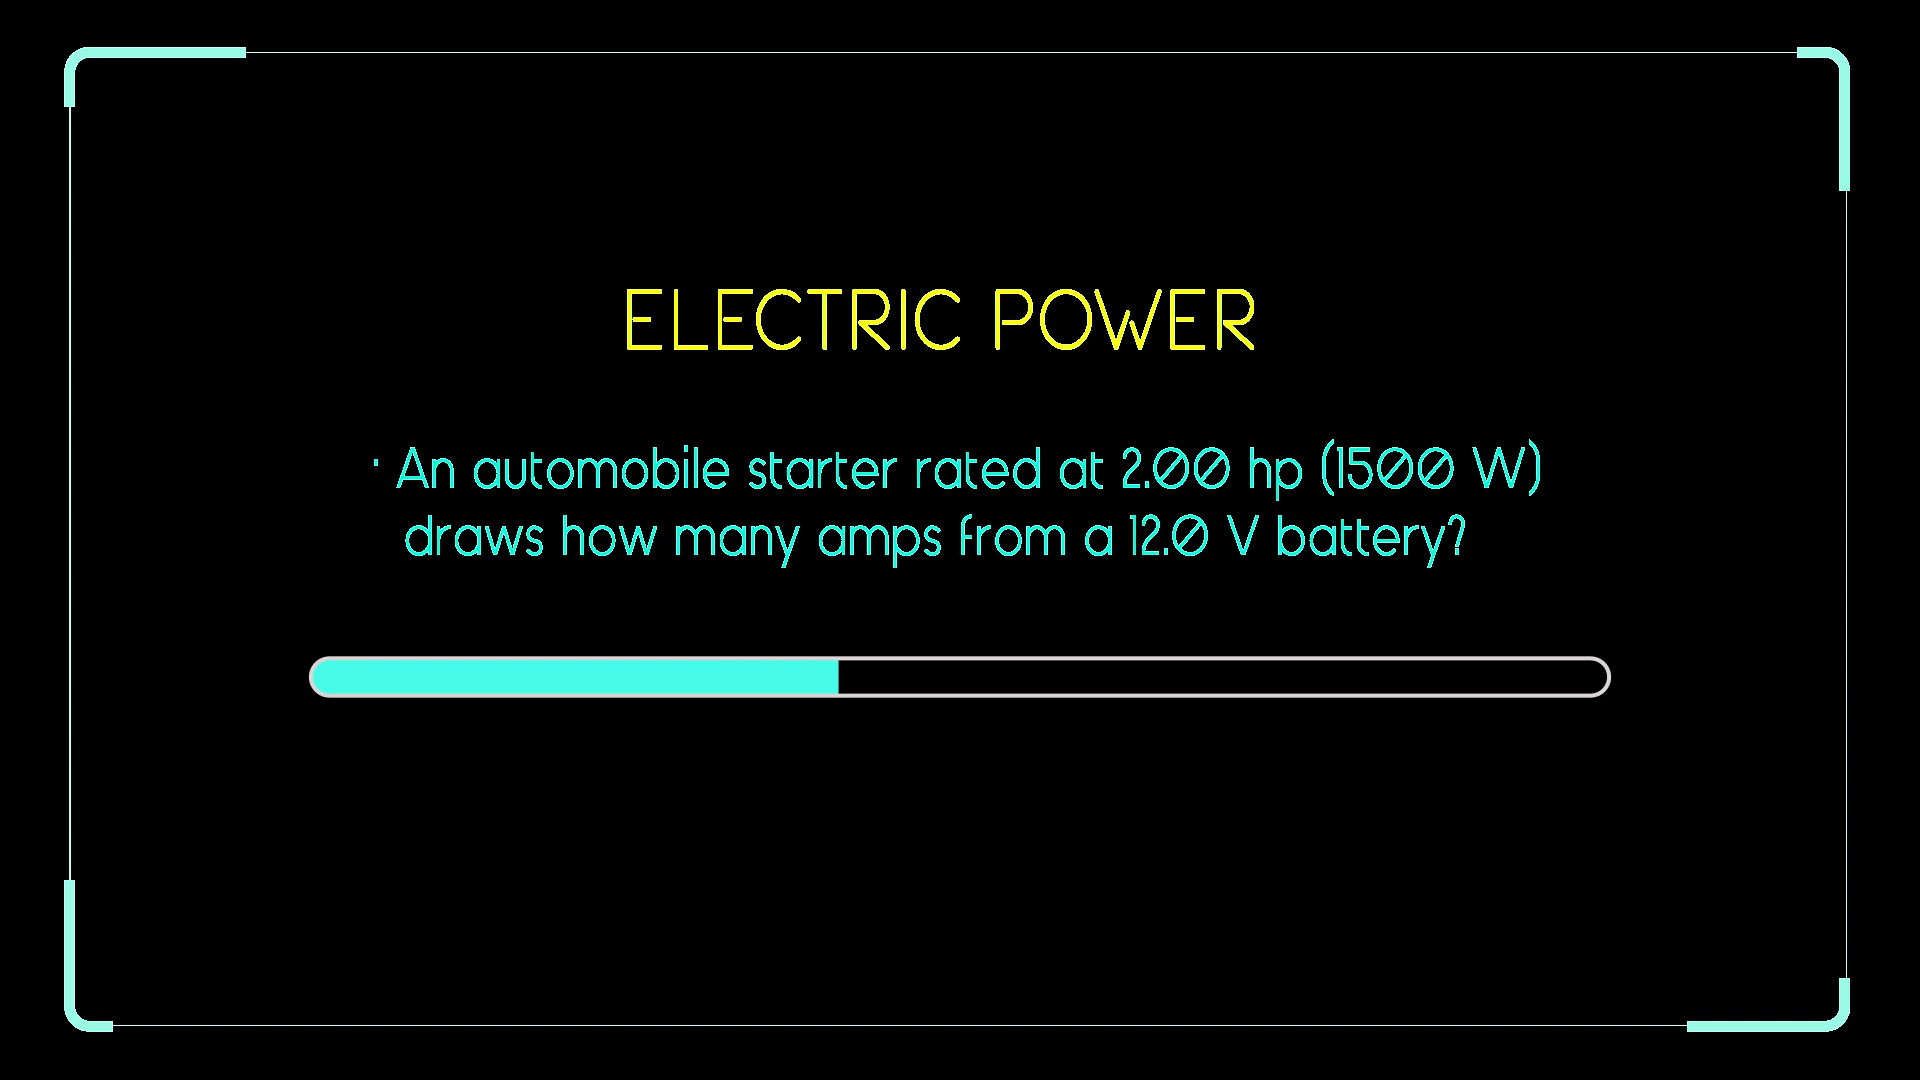 ELECTRIC POWER
· An automobile starter rated at 2.00 hp (1500 W)
draws how many amps from a 12.0 V battery?